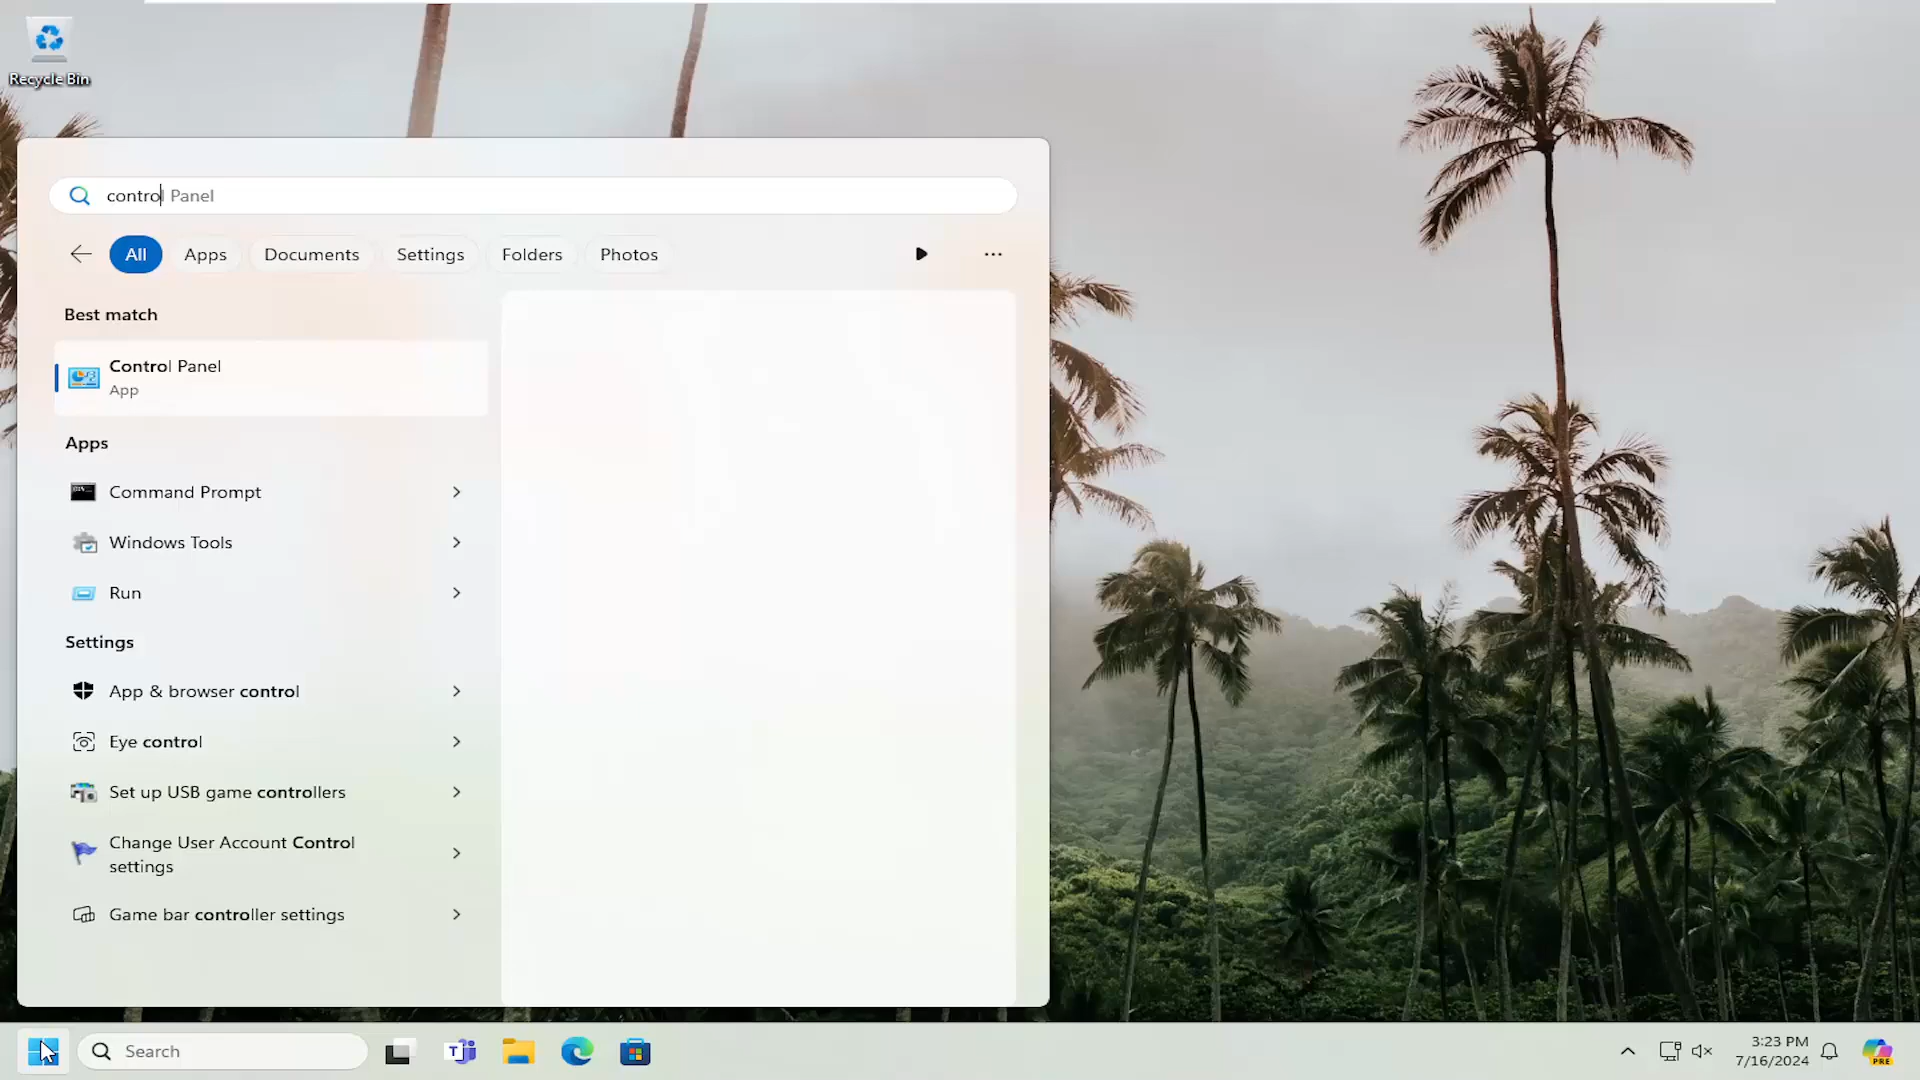 Recycle Bin
control Panel
All Apps Documents Settings Folders Photos
Best match
Control Panel
App
Apps
Command Prompt
Windows Tools
Run
Settings
App & browser control
Eye control
Set up USB game controllers
Change User Account Control
settings
Game bar controller settings
Search
3:23 PM
7/16/2024
PRE